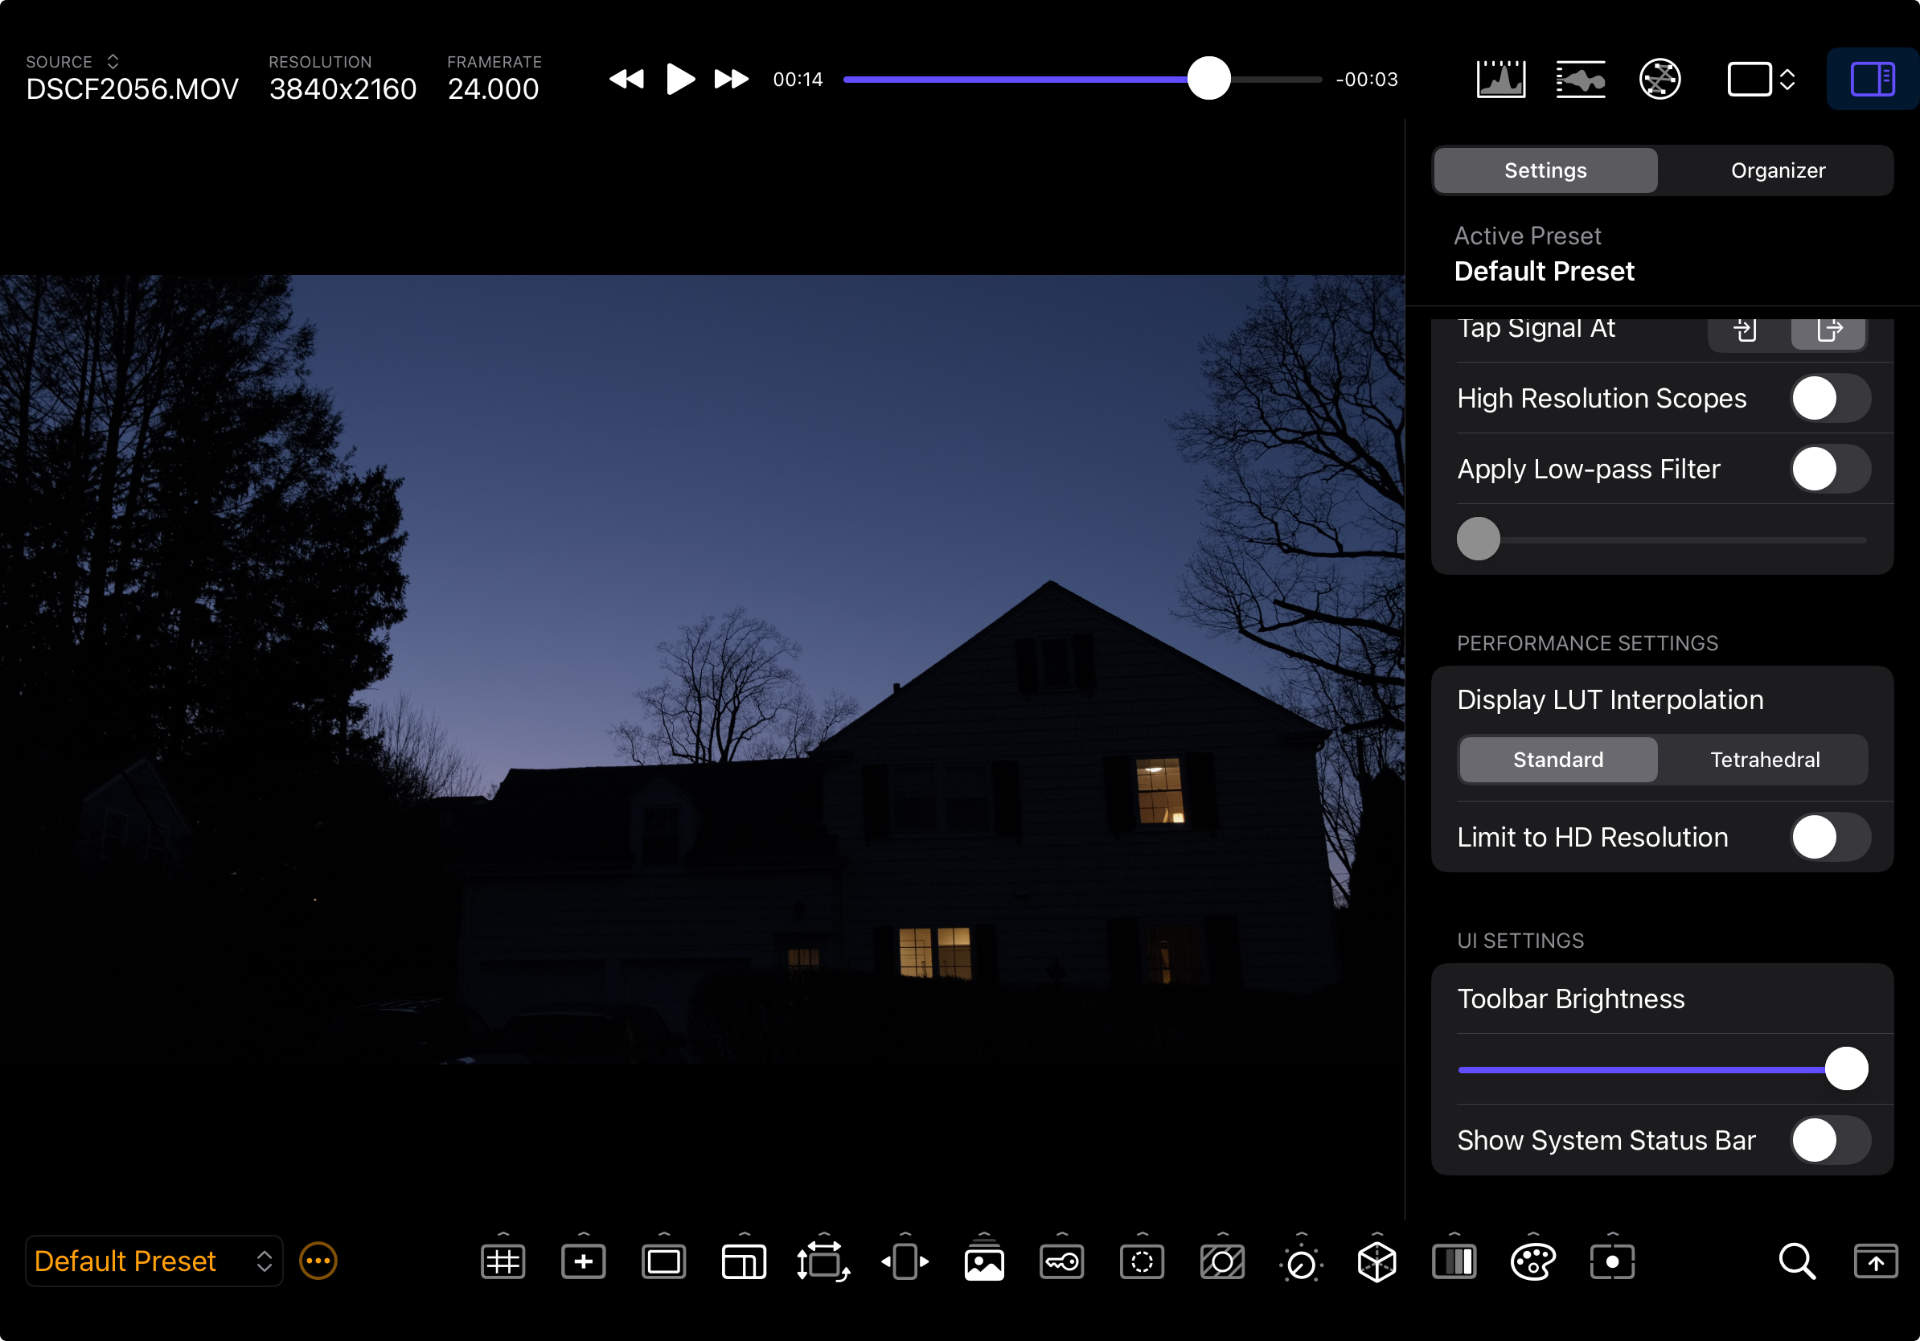 SOURCE
DSCF2056.MOV
RESOLUTION
3840x2160
FRAMERATE
24.000
00:14
-00:03
Settings
Organizer
Active Preset
Default Preset
Tap Signal At
High Resolution Scopes
Apply Low-pass Filter
PERFORMANCE SETTINGS
Display LUT Interpolation
Standard
Tetrahedral
Limit to HD Resolution
UI SETTINGS
Toolbar Brightness
Show System Status Bar
Default Preset